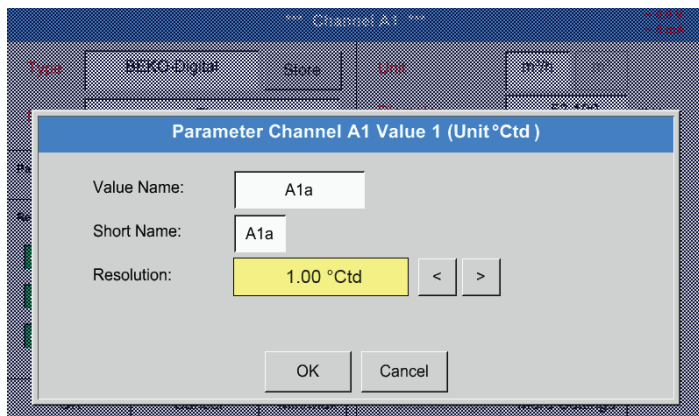 *** Channel A1 ***
Type BEKO-Digital Store Unit m³/h m³
Parameter Channel A1 Value 1 (Unit °Ctd )
Value Name: A1a
Short Name: A1a
Resolution: 1.00 °Ctd < >
OK Cancel